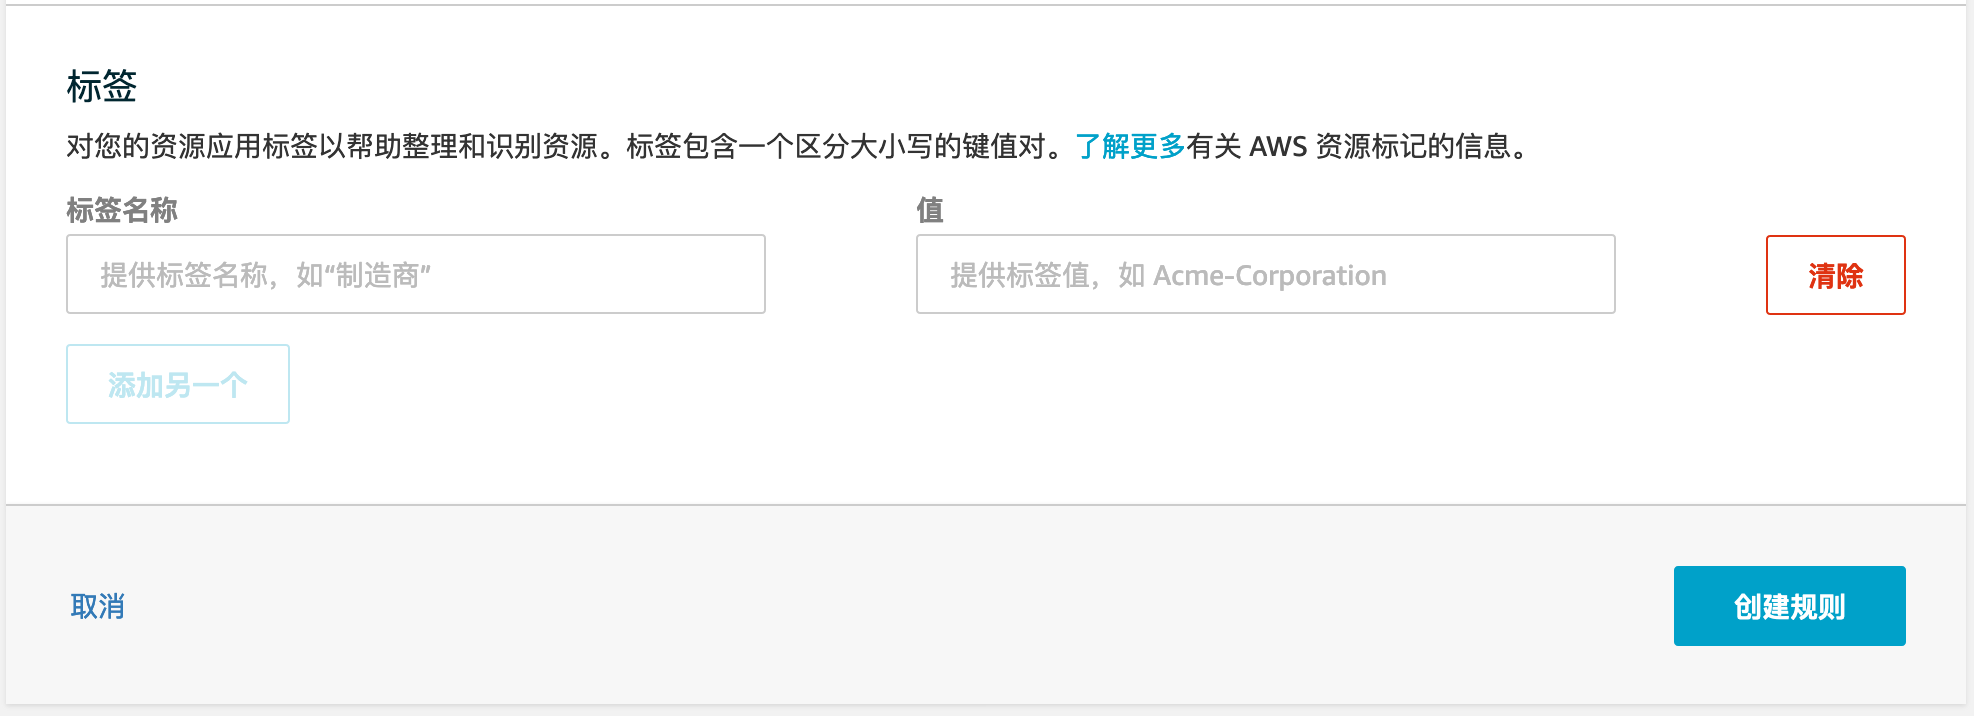 标签
对您的资源应用标签以帮助整理和识别资源。标签包含一个区分大小写的键值对。了解更多有关 AWS 资源标记的信息。
标签名称 值
提供标签名称，如“制造商” 提供标签值，如 Acme-Corporation 清除
添加另一个
取消 创建规则